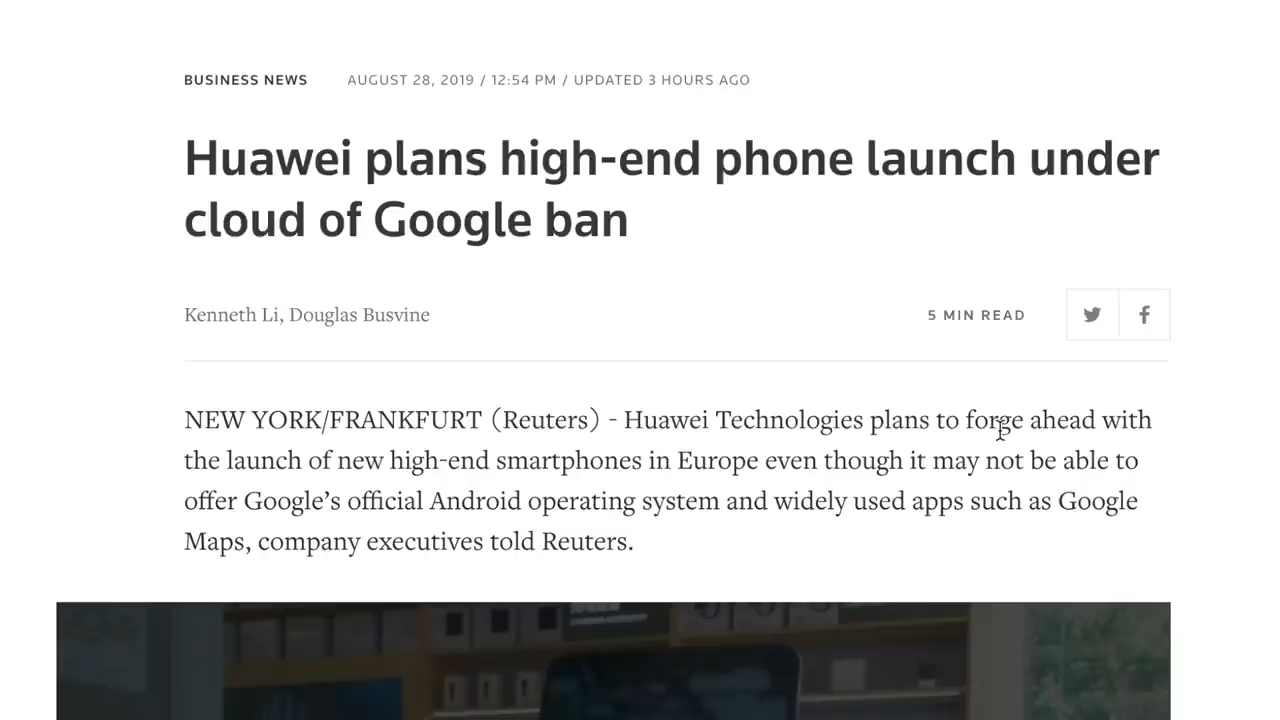 BUSINESS NEWS AUGUST 28, 2019 / 12:54 PM / UPDATED 3 HOURS AGO
Huawei plans high-end phone launch under
cloud of Google ban
Kenneth Li, Douglas Busvine 5 MIN READ
NEW YORK/FRANKFURT (Reuters) - Huawei Technologies plans to forge ahead with
the launch of new high-end smartphones in Europe even though it may not be able to
offer Google’s official Android operating system and widely used apps such as Google
Maps, company executives told Reuters.